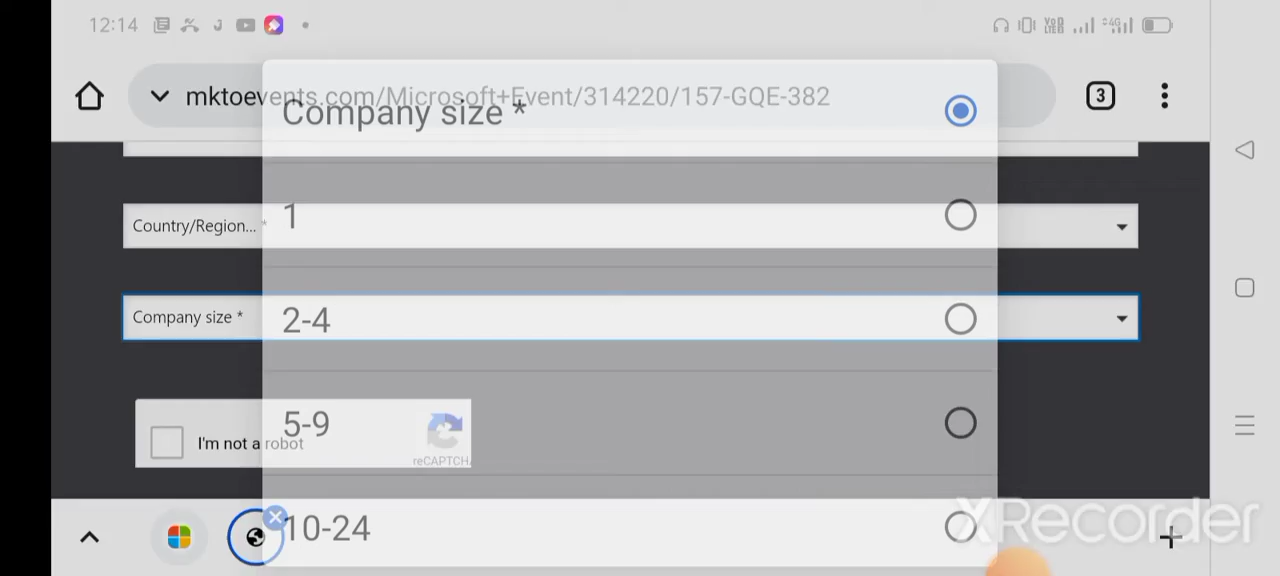 12:14
mktoevents.com/Microsoft+Event/314220/157-GQE-382
3
Company size *
1
Country/Region... *
2-4
Company size *
5-9
I'm not a robot
reCAPTCHA
10-24
XRecorder